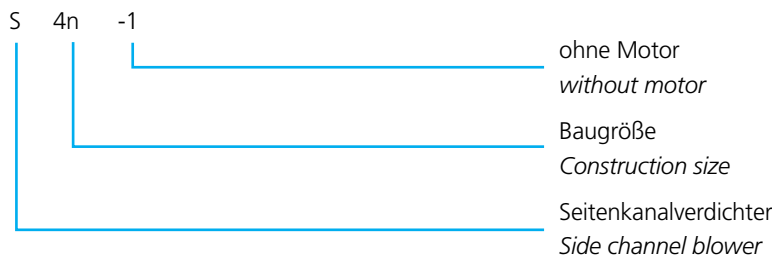 S 4n -1
ohne Motor
without motor
Baugröße
Construction size
Seitenkanalverdichter
Side channel blower